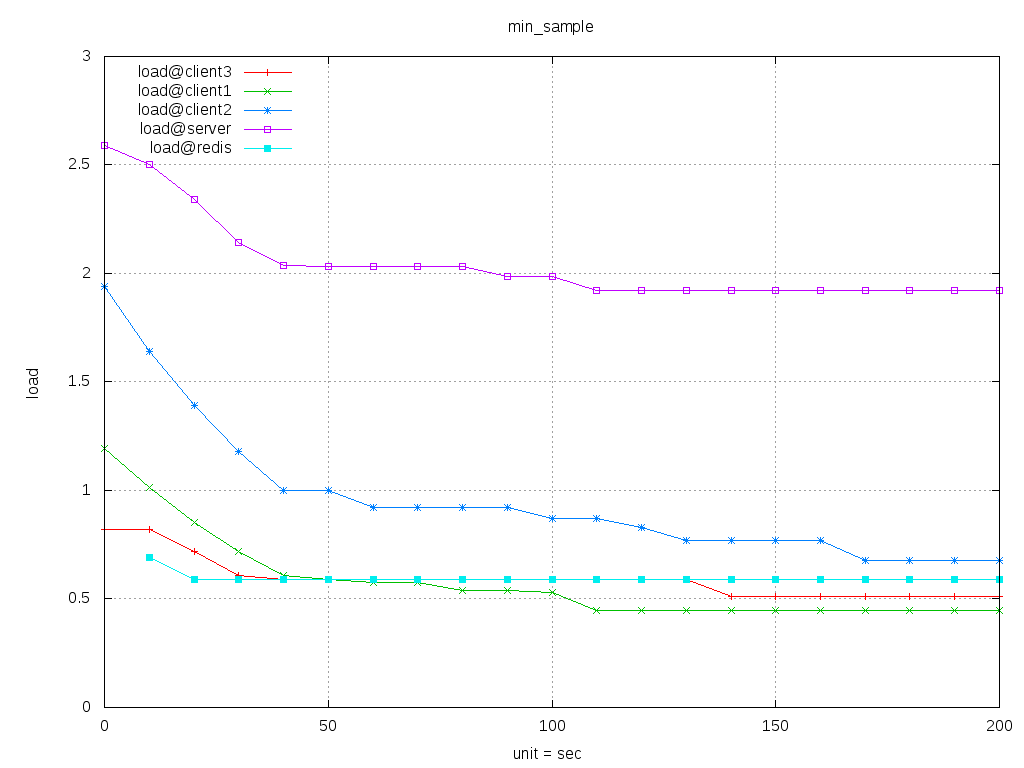 min_sample
load@client3
load@client1
load@client2
load@server
load@redis
3
2.5
2
1.5
1
0.5
0
load
0 50 100 150 200
unit = sec